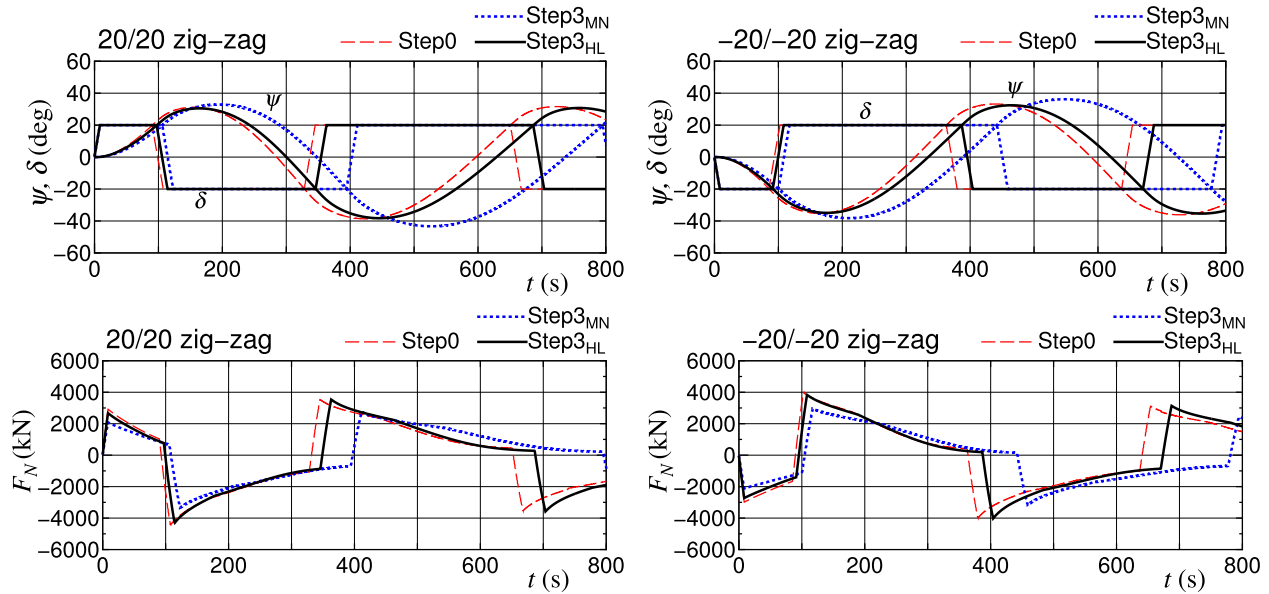 Step3MN
20/20 zig−zag
Step0
Step3HL
60
40
20
0
−20
−40
−60
ψ, δ (deg)
ψ
δ
0
200
400
600
800
t (s)
Step3MN
−20/−20 zig−zag
Step0
Step3HL
60
40
20
0
−20
−40
−60
ψ, δ (deg)
ψ
δ
0
200
400
600
800
t (s)
Step3MN
20/20 zig−zag
Step0
Step3HL
6000
4000
2000
0
−2000
−4000
−6000
FN (kN)
0
200
400
600
800
t (s)
Step3MN
−20/−20 zig−zag
Step0
Step3HL
6000
4000
2000
0
−2000
−4000
−6000
FN (kN)
0
200
400
600
800
t (s)